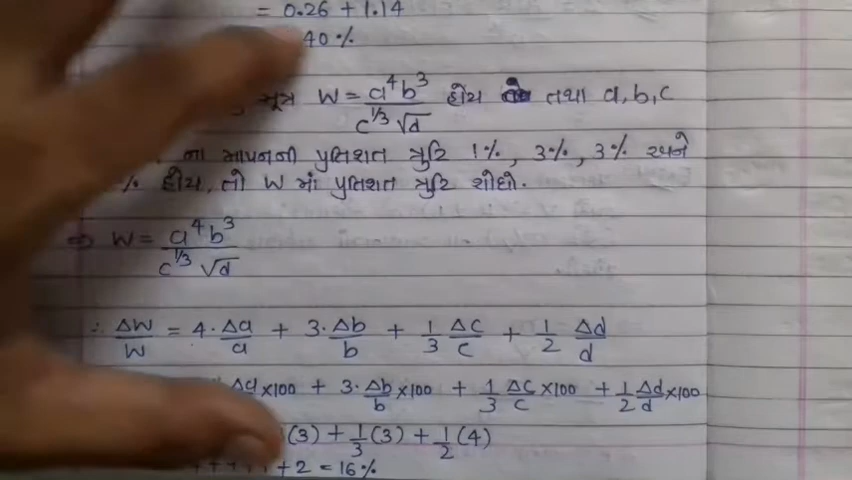 = 0.26 + 1.14
40 %
સૂત્ર W = a⁴b³ / c^1/3 √d હોય તથા a, b, c
ના માપનની પ્રતિશત ત્રુટિ 1%, 3%, 3% અને
% હોય, તો W માં પ્રતિશત ત્રુટિ શોધો.
⇒ W = a⁴b³ / c^1/3 √d
∴ ΔW/W = 4·Δa/a + 3·Δb/b + 1/3 Δc/c + 1/2 Δd/d
Δa×100 + 3·Δb/b×100 + 1/3 Δc/c×100 + 1/2 Δd/d×100
(3) + 1/3(3) + 1/2(4)
+ 2 = 16%